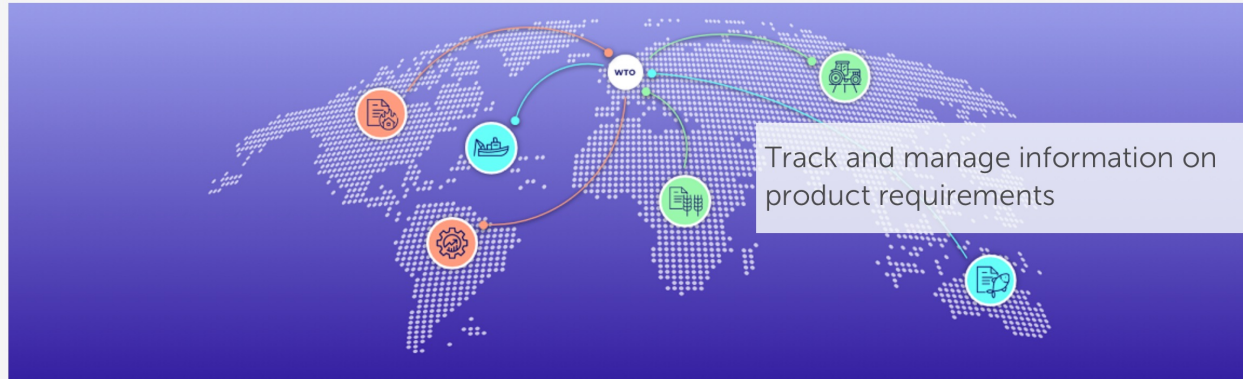 WTO
Track and manage information on
product requirements